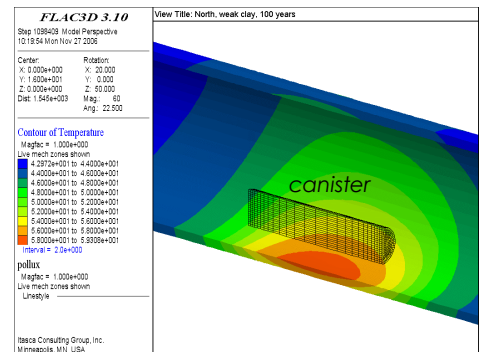 FLAC3D 3.10
Step 1098409 Model Perspective
10:19:54 Mon Nov 27 2006
Center:
X: 0.000e+000
Y: 1.600e+001
Z: 0.000e+000
Dist: 1.545e+003
Rotation:
X: 20.000
Y: 0.000
Z: 50.000
Mag.: 60
Ang.: 22.500
Contour of Temperature
Magfac = 1.000e+000
Live mech zones shown
4.2972e+001 to 4.4000e+001
4.4000e+001 to 4.6000e+001
4.6000e+001 to 4.8000e+001
4.8000e+001 to 5.0000e+001
5.0000e+001 to 5.2000e+001
5.2000e+001 to 5.4000e+001
5.4000e+001 to 5.6000e+001
5.6000e+001 to 5.8000e+001
5.8000e+001 to 5.9308e+001
Interval = 2.0e+000
pollux
Magfac = 1.000e+000
Live mech zones shown
Linestyle
Itasca Consulting Group, Inc.
Minneapolis, MN USA
View Title: North, weak clay, 100 years
canister